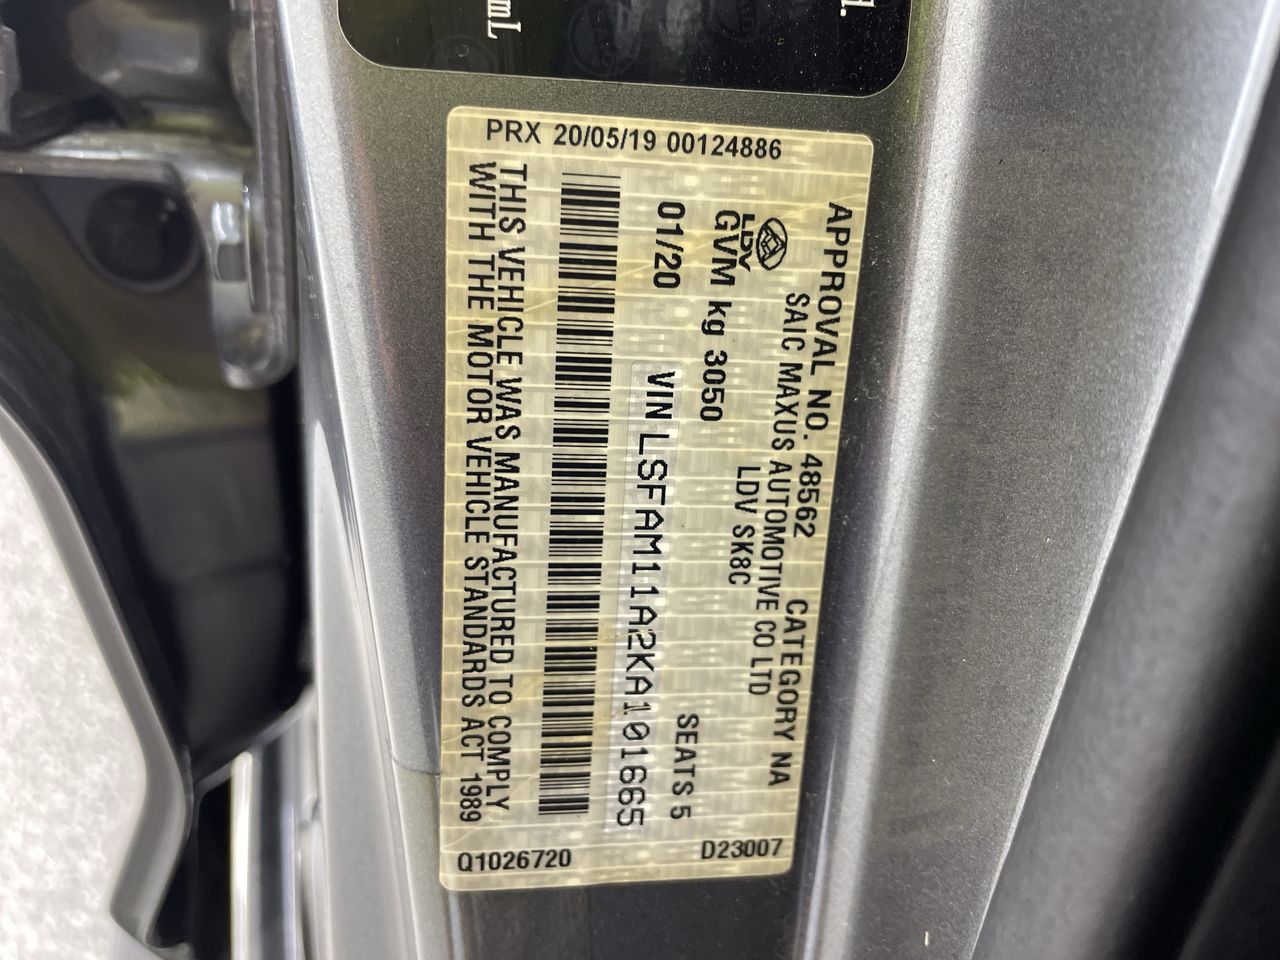 mL
d.
PRX 20/05/19 00124886
APPROVAL NO. 48562 CATEGORY NA
SAIC MAXUS AUTOMOTIVE CO LTD
LDV
LDV SK8C
GVM kg 3050
SEATS 5
01/20
VIN LSFAM11A2KA101665
THIS VEHICLE WAS MANUFACTURED TO COMPLY
WITH THE MOTOR VEHICLE STANDARDS ACT 1989
Q1026720
D23007